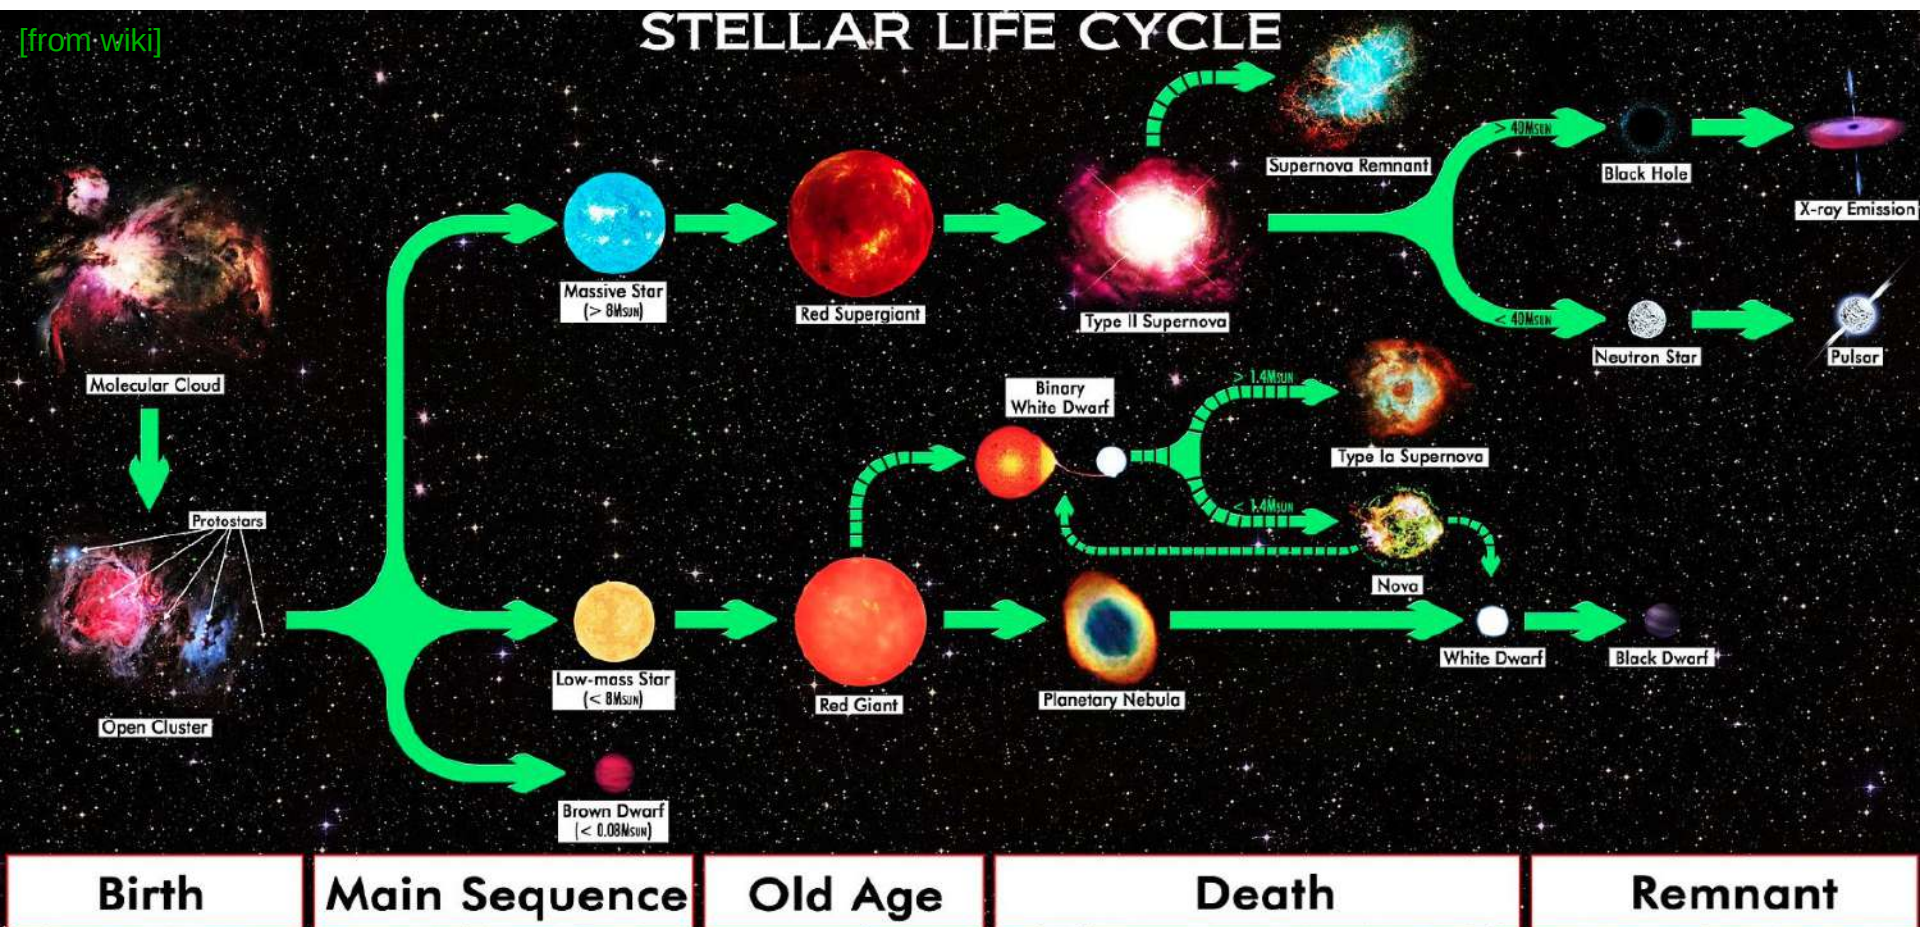 STELLAR LIFE CYCLE
[from wiki]
Supernova Remnant
> 40MSUN
Black Hole
X-ray Emission
Massive Star
(> 8MSUN)
Red Supergiant
Type II Supernova
< 40MSUN
Neutron Star
Pulsar
Molecular Cloud
Binary
White Dwarf
> 1.4MSUN
Type Ia Supernova
< 1.4MSUN
Protostars
Nova
White Dwarf
Black Dwarf
Low-mass Star
(< 8MSUN)
Red Giant
Planetary Nebula
Open Cluster
Brown Dwarf
(< 0.08MSUN)
Birth
Main Sequence
Old Age
Death
Remnant